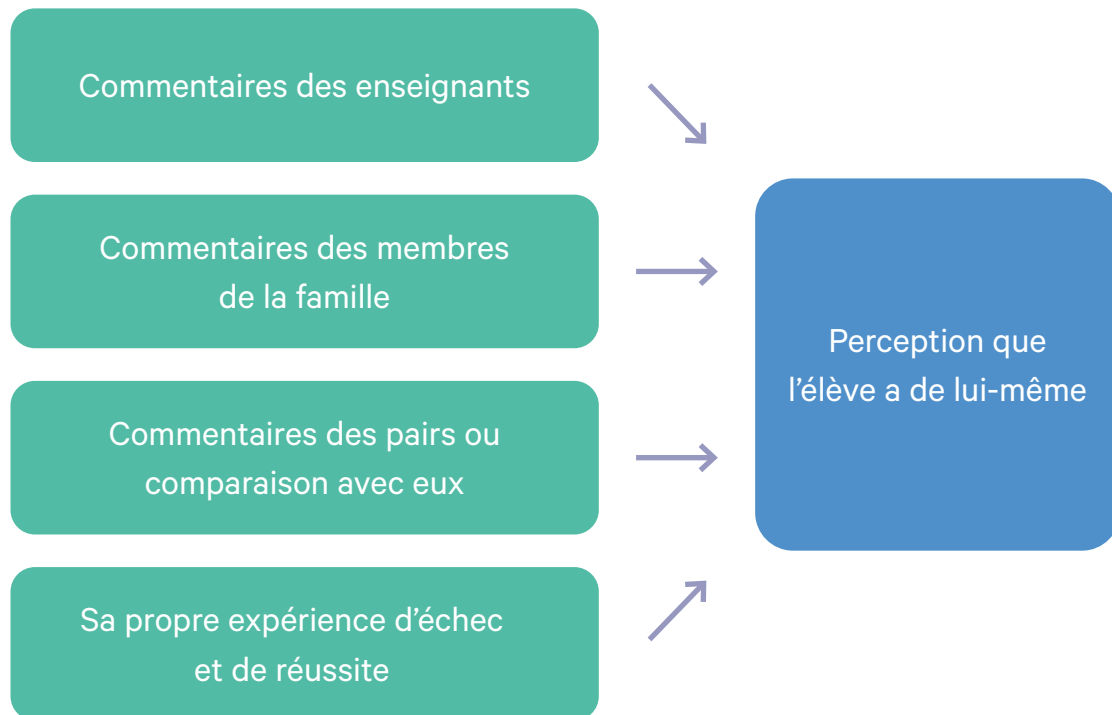 Commentaires des enseignants
Commentaires des membres
de la famille
Commentaires des pairs ou
comparaison avec eux
Sa propre expérience d’échec
et de réussite
Perception que
l’élève a de lui-même